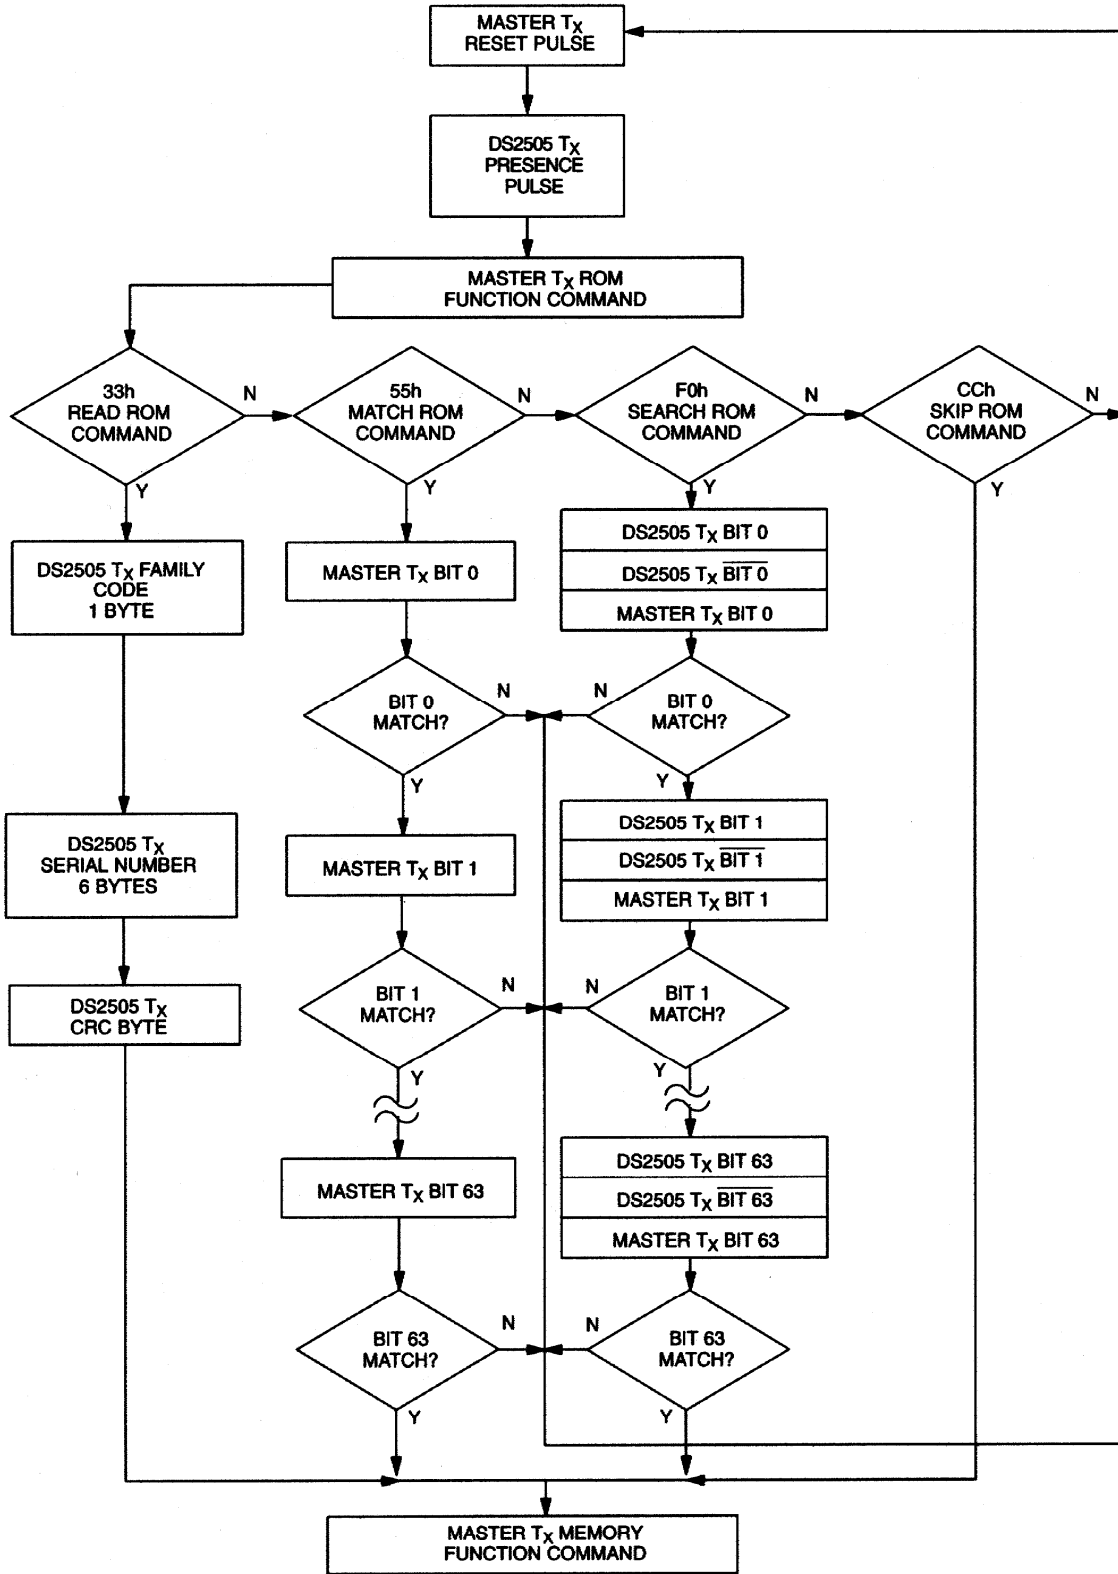 MASTER TX
RESET PULSE
DS2505 TX
PRESENCE
PULSE
MASTER TX ROM
FUNCTION COMMAND
33h
READ ROM
COMMAND
N
Y
55h
MATCH ROM
COMMAND
N
Y
F0h
SEARCH ROM
COMMAND
N
Y
CCh
SKIP ROM
COMMAND
N
Y
DS2505 TX FAMILY
CODE
1 BYTE
DS2505 TX
SERIAL NUMBER
6 BYTES
DS2505 TX
CRC BYTE
MASTER TX BIT 0
BIT 0
MATCH?
N
Y
MASTER TX BIT 1
BIT 1
MATCH?
N
Y
MASTER TX BIT 63
BIT 63
MATCH?
N
Y
DS2505 TX BIT 0
DS2505 TX BIT 0
MASTER TX BIT 0
N
BIT 0
MATCH?
Y
DS2505 TX BIT 1
DS2505 TX BIT 1
MASTER TX BIT 1
N
BIT 1
MATCH?
Y
DS2505 TX BIT 63
DS2505 TX BIT 63
MASTER TX BIT 63
N
BIT 63
MATCH?
Y
MASTER TX MEMORY
FUNCTION COMMAND